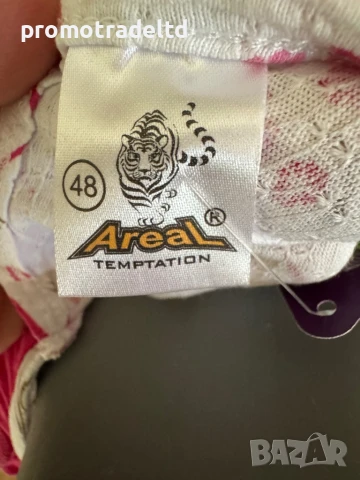 promotradeltd
48
AreaL®
TEMPTATION
BAZAR